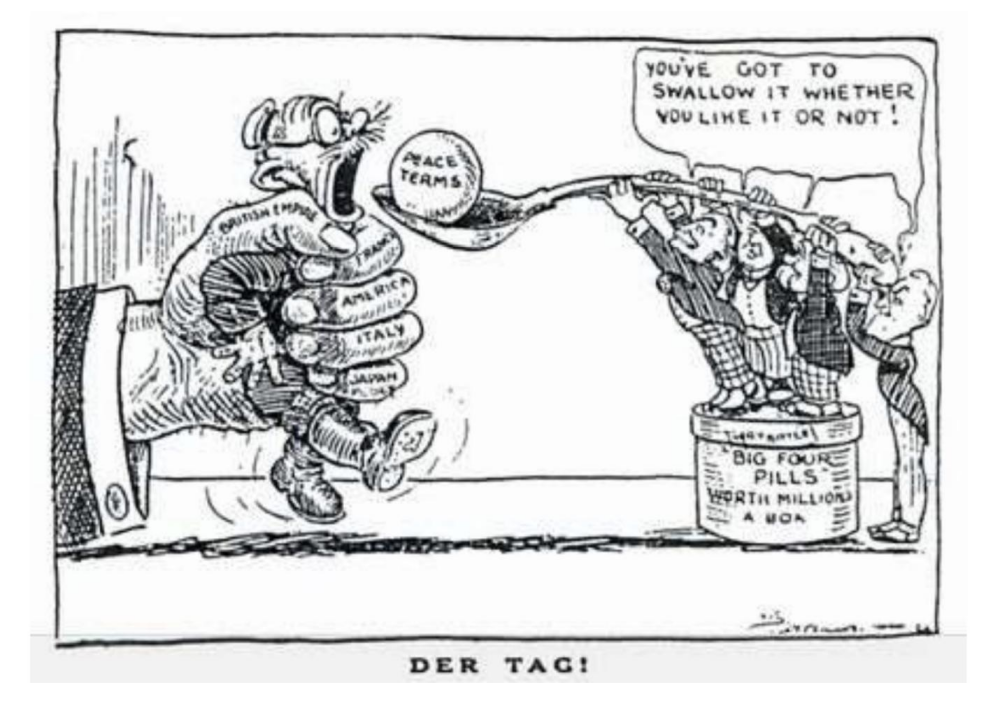 YOU'VE GOT TO
SWALLOW IT WHETHER
YOU LIKE IT OR NOT!
PEACE
TERMS
BRITISH EMPIRE
FRANCE
AMERICA
ITALY
JAPAN
"BIG FOUR
PILLS"
WORTH MILLIONS
A BOX
DER TAG!